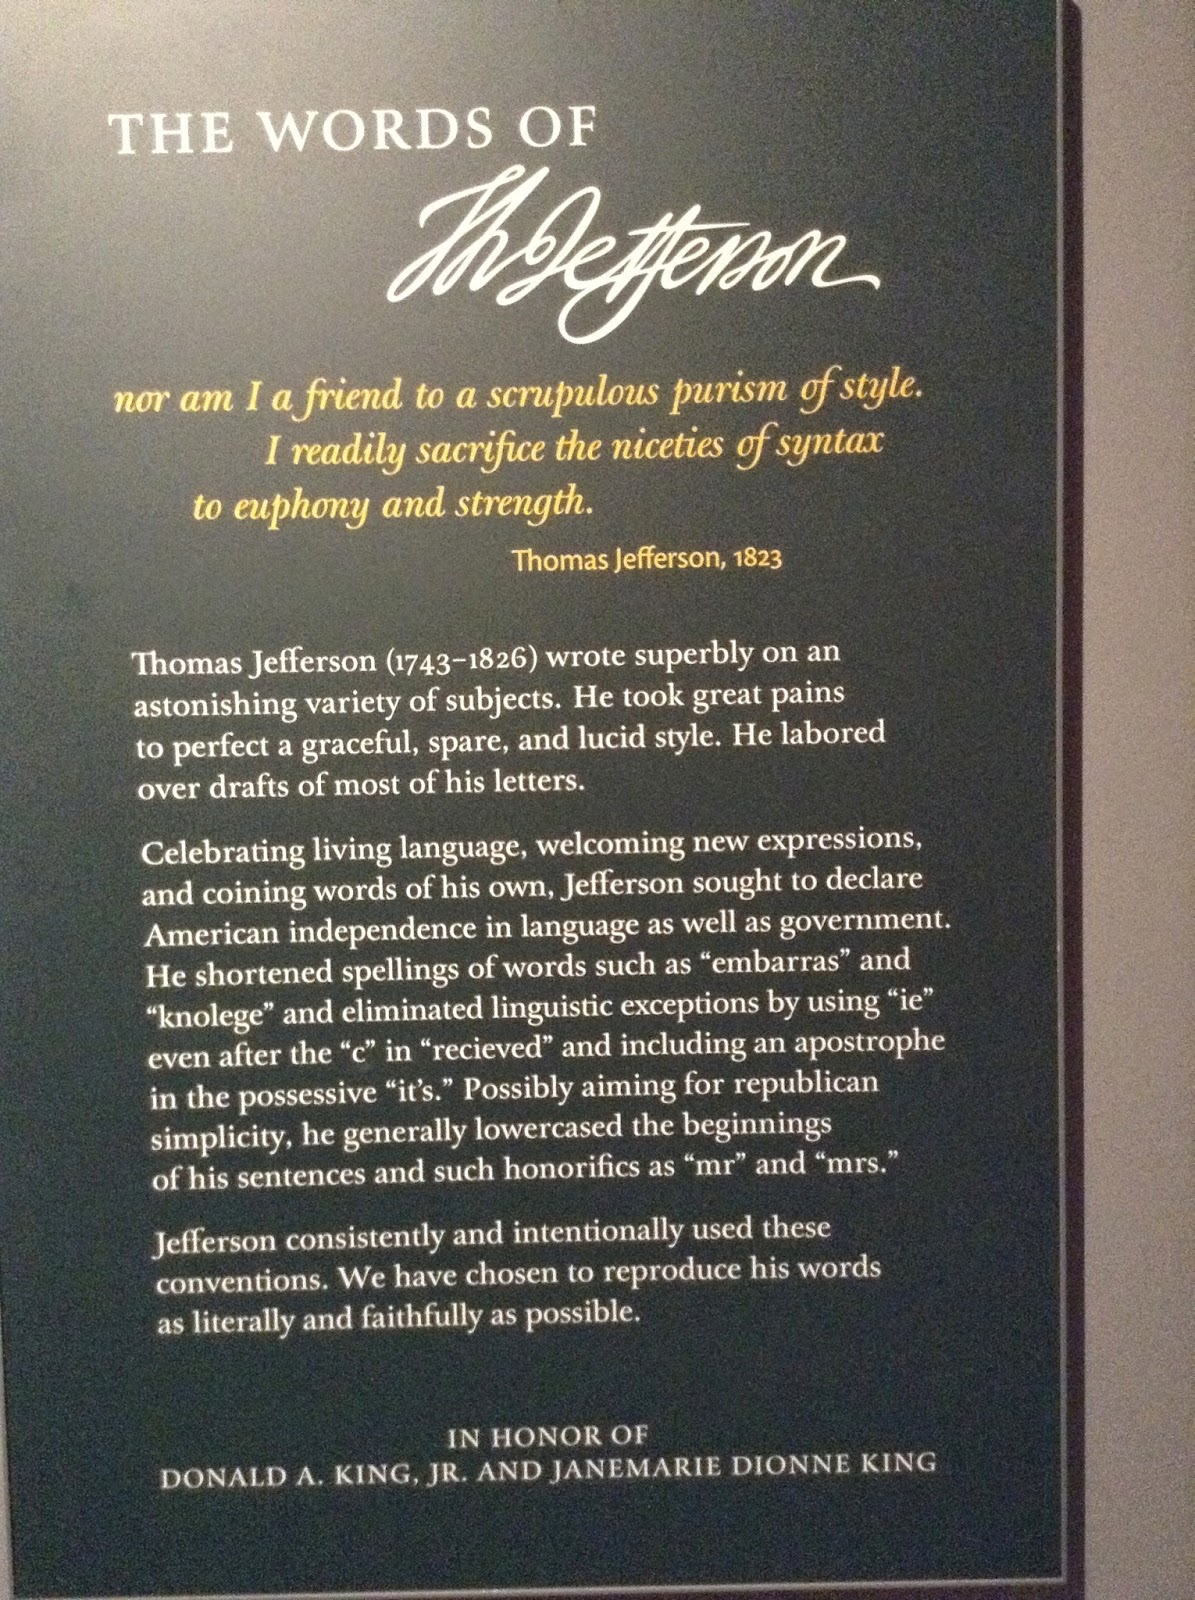 THE WORDS OF
Th Jefferson
nor am I a friend to a scrupulous purism of style.
I readily sacrifice the niceties of syntax
to euphony and strength.
Thomas Jefferson, 1823
Thomas Jefferson (1743–1826) wrote superbly on an
astonishing variety of subjects. He took great pains
to perfect a graceful, spare, and lucid style. He labored
over drafts of most of his letters.
Celebrating living language, welcoming new expressions,
and coining words of his own, Jefferson sought to declare
American independence in language as well as government.
He shortened spellings of words such as “embarras” and
“knolege” and eliminated linguistic exceptions by using “ie”
even after the “c” in “recieved” and including an apostrophe
in the possessive “it’s.” Possibly aiming for republican
simplicity, he generally lowercased the beginnings
of his sentences and such honorifics as “mr” and “mrs.”
Jefferson consistently and intentionally used these
conventions. We have chosen to reproduce his words
as literally and faithfully as possible.
IN HONOR OF
DONALD A. KING, JR. AND JANEMARIE DIONNE KING